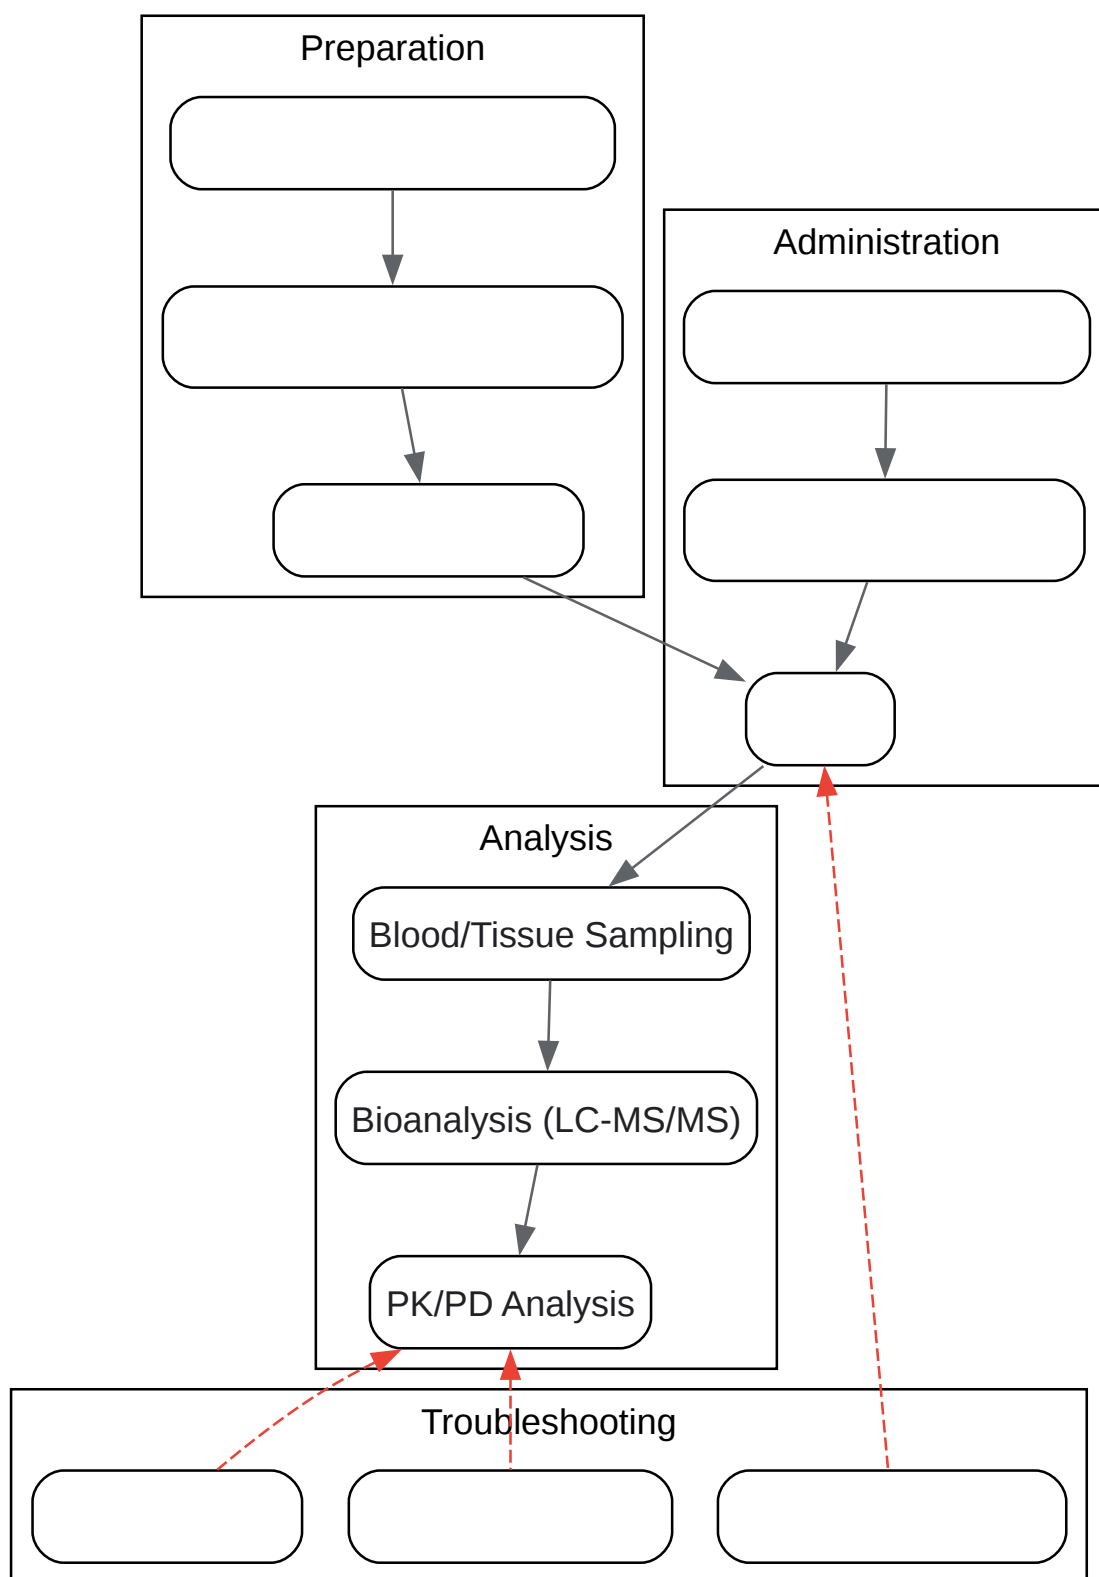 Preparation
Administration
Analysis
Blood/Tissue Sampling
Bioanalysis (LC-MS/MS)
PK/PD Analysis
Troubleshooting